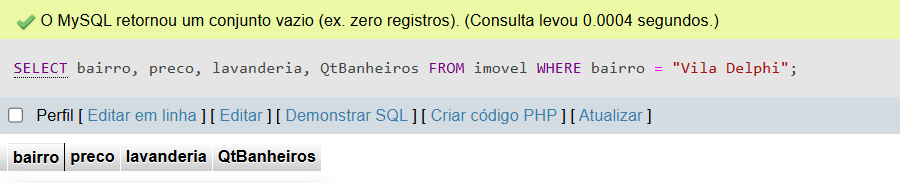 O MySQL retornou um conjunto vazio (ex. zero registros). (Consulta levou 0.0004 segundos.)
SELECT bairro, preco, lavanderia, QtBanheiros FROM imovel WHERE bairro = "Vila Delphi";
Perfil [ Editar em linha ] [ Editar ] [ Demonstrar SQL ] [ Criar código PHP ] [ Atualizar ]
bairro preco lavanderia QtBanheiros